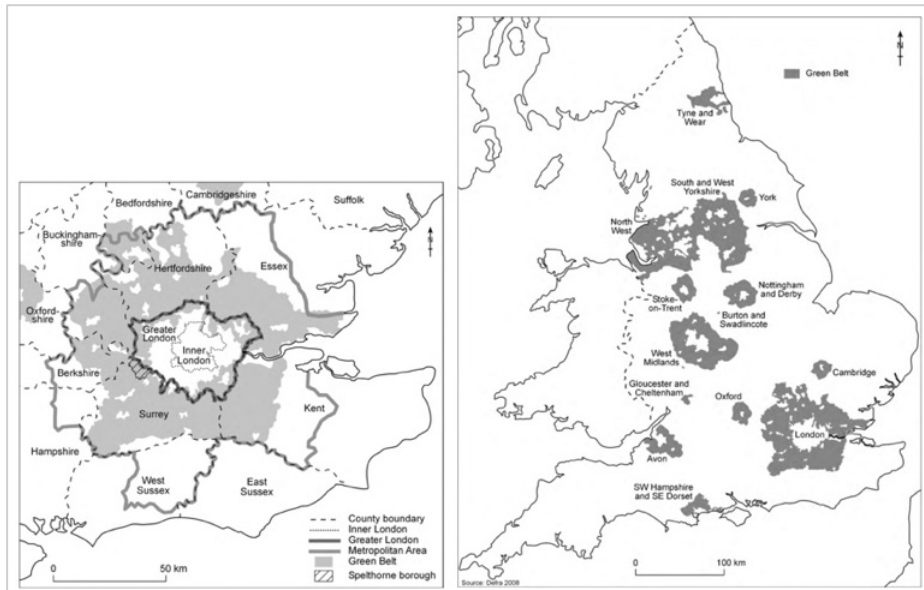 Cambridgeshire
Bedfordshire
Suffolk
Buckingham-
shire
N
Hertfordshire
Essex
Oxford-
shire
Greater
London
Inner
London
Berkshire
Surrey
Kent
Hampshire
West
Sussex
East
Sussex
County boundary
Inner London
Greater London
Metropolitan Area
Green Belt
Spelthorne borough
0 50 km
N
Green Belt
Tyne and
Wear
South and West
Yorkshire
York
North
West
Nottingham
and Derby
Stoke-
on-Trent
Burton and
Swadlincote
West
Midlands
Cambridge
Gloucester and
Cheltenham
Oxford
London
Avon
SW Hampshire
and SE Dorset
0 100 km
Source: Defra 2008